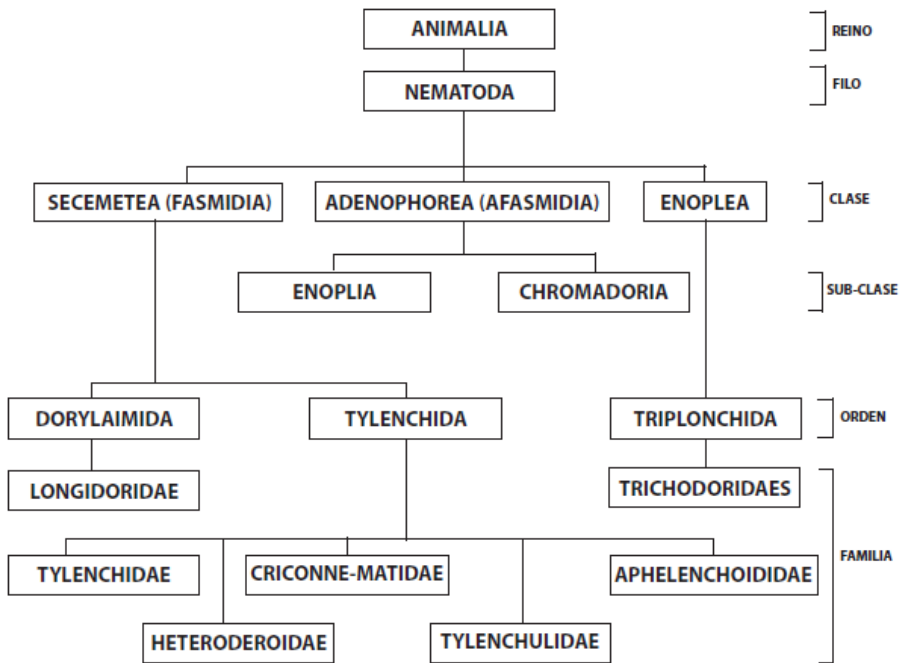 ANIMALIA
REINO
NEMATODA
FILO
SECEMETEA (FASMIDIA)
ADENOPHOREA (AFASMIDIA)
ENOPLEA
CLASE
ENOPLIA
CHROMADORIA
SUB-CLASE
DORYLAIMIDA
TYLENCHIDA
TRIPLONCHIDA
ORDEN
LONGIDORIDAE
TRICHODORIDAES
FAMILIA
TYLENCHIDAE
CRICONNE-MATIDAE
APHELENCHOIDIDAE
HETERODEROIDAE
TYLENCHULIDAE